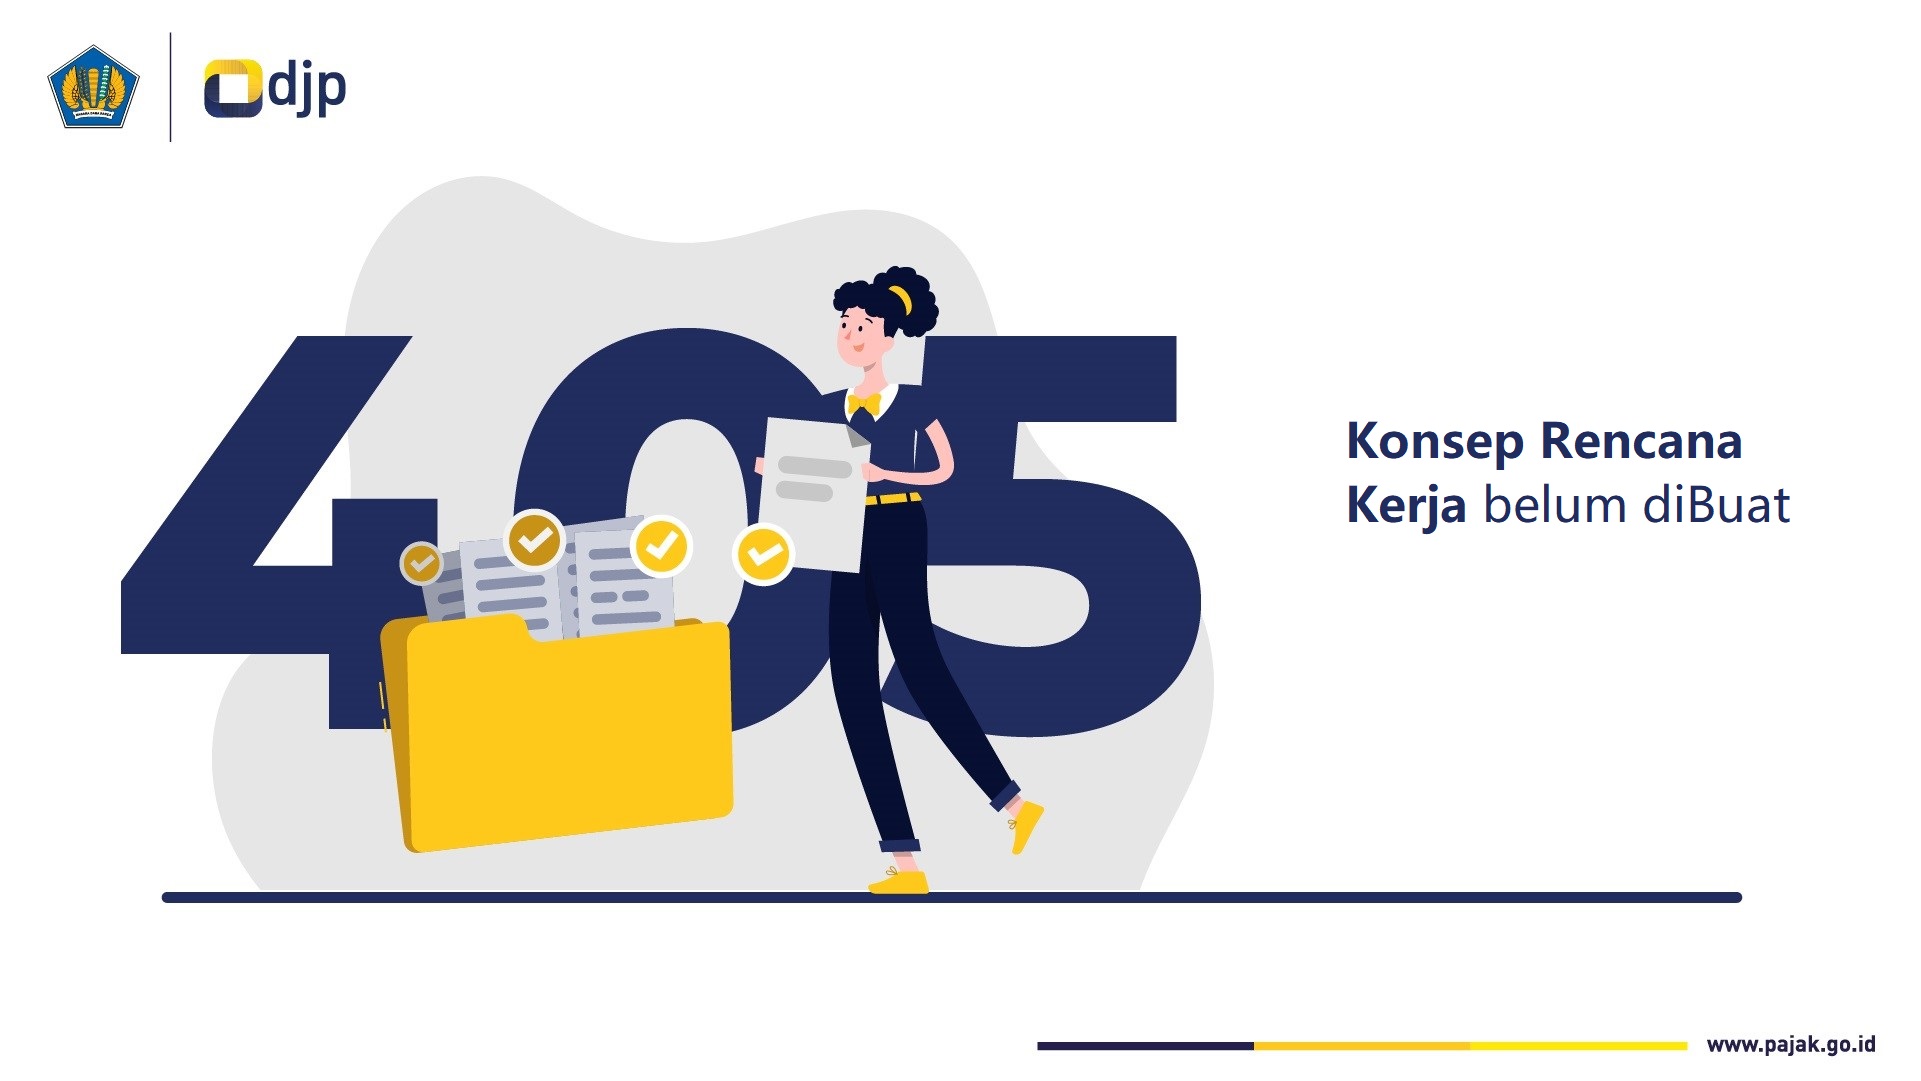 djp
405
Konsep Rencana
Kerja belum diBuat
www.pajak.go.id